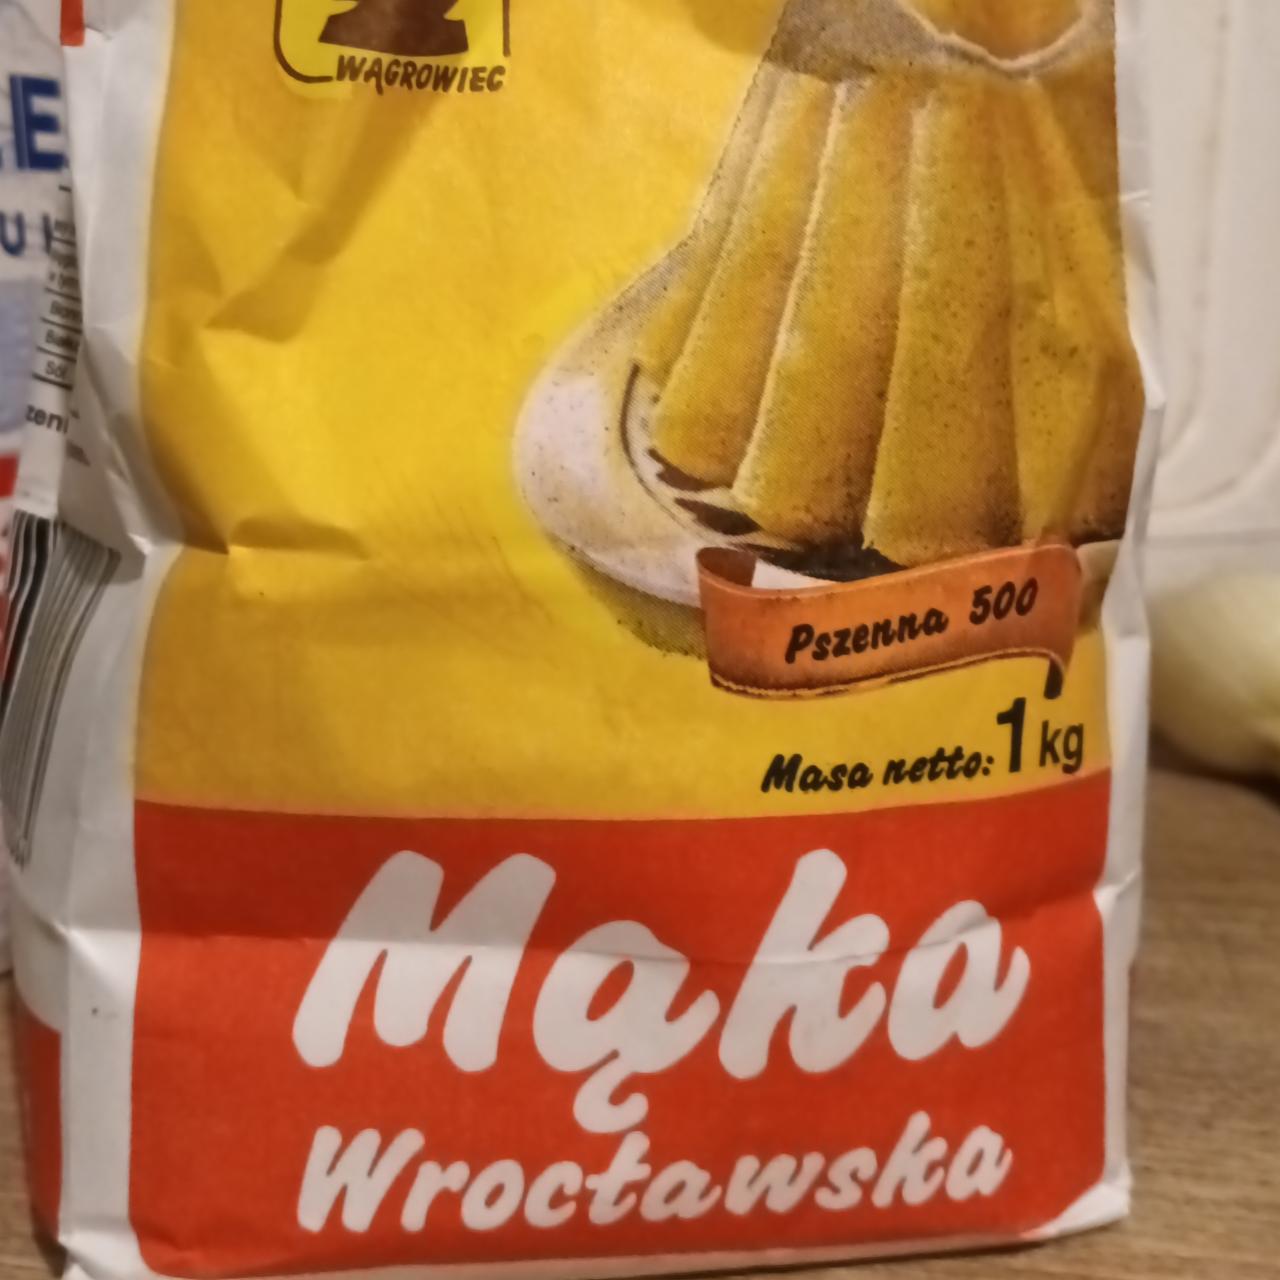 WĄGROWIEC
Pszenna 500
Masa netto: 1 kg
Mąka
Wrocławska